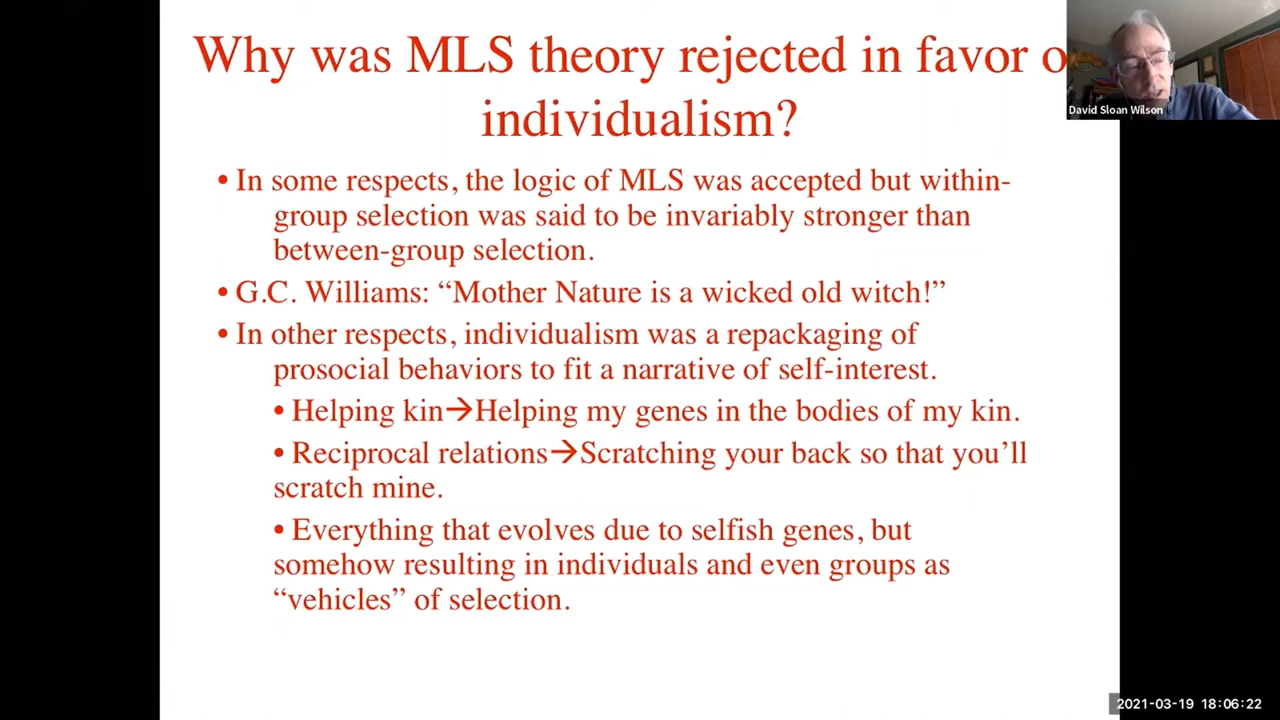 Why was MLS theory rejected in favor o
individualism?
• In some respects, the logic of MLS was accepted but within-
group selection was said to be invariably stronger than
between-group selection.
• G.C. Williams: “Mother Nature is a wicked old witch!”
• In other respects, individualism was a repackaging of
prosocial behaviors to fit a narrative of self-interest.
• Helping kin→Helping my genes in the bodies of my kin.
• Reciprocal relations→Scratching your back so that you’ll
scratch mine.
• Everything that evolves due to selfish genes, but
somehow resulting in individuals and even groups as
“vehicles” of selection.
David Sloan Wilson
2021-03-19 18:06:22